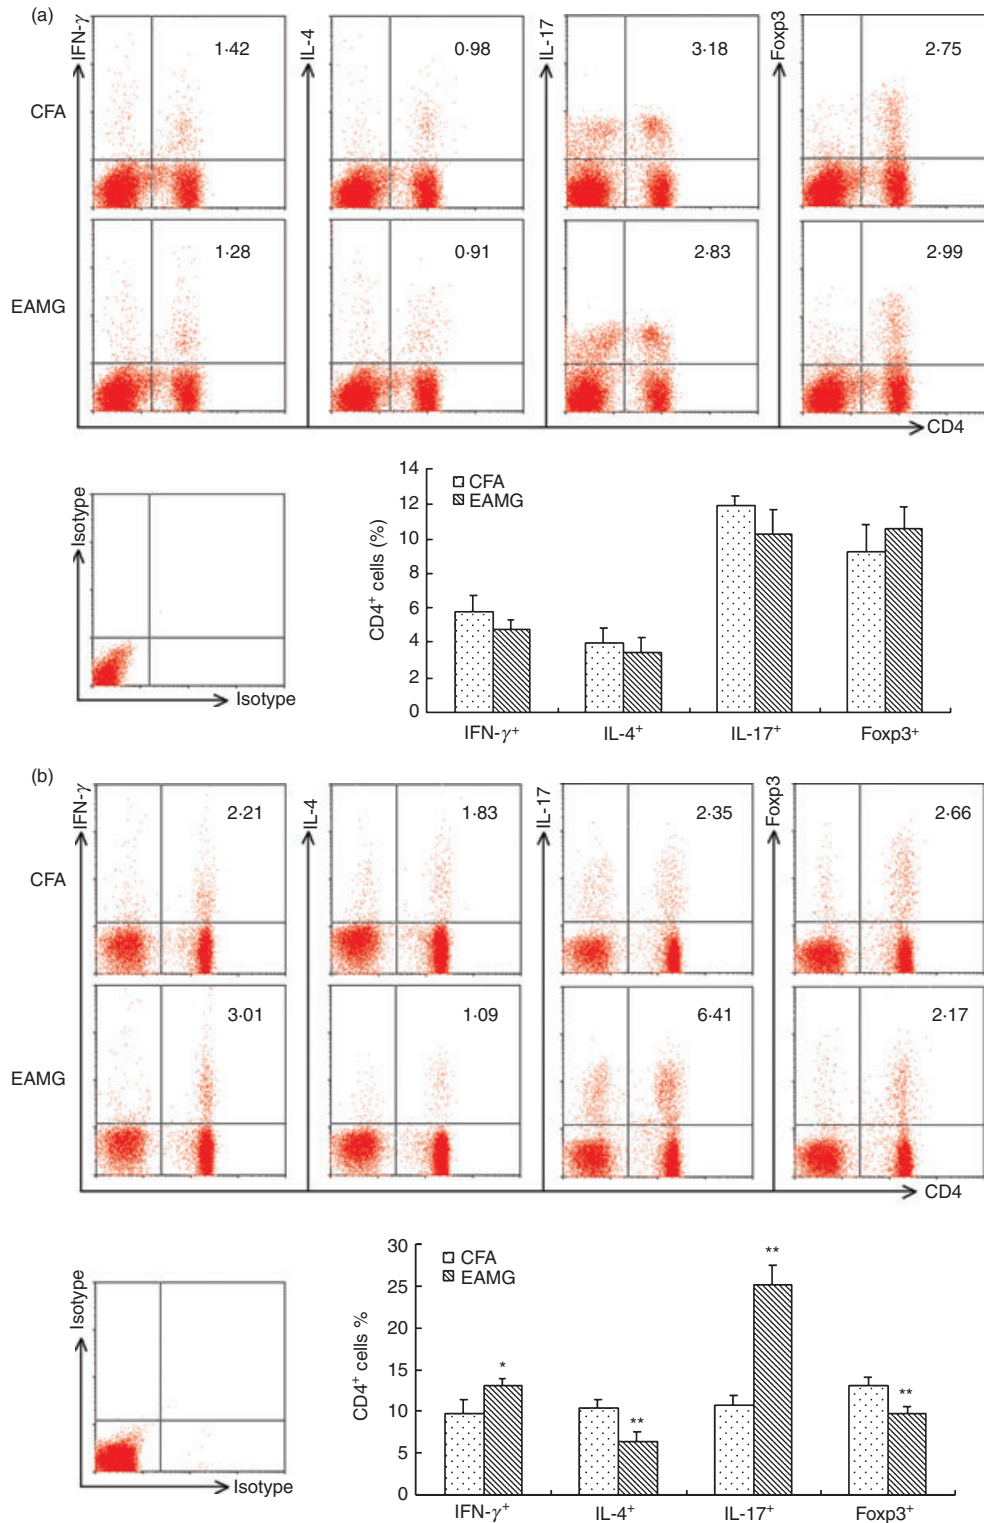 (a)
IFN-γ
IL-4
IL-17
Foxp3
CFA
1·42
0·98
3·18
2·75
EAMG
1·28
0·91
2·83
2·99
CD4
Isotype
Isotype
CD4+ cells (%)
14
12
10
8
6
4
2
0
CFA
EAMG
IFN-γ+
IL-4+
IL-17+
Foxp3+
(b)
IFN-γ
IL-4
IL-17
Foxp3
CFA
2·21
1·83
2·35
2·66
EAMG
3·01
1·09
6·41
2·17
CD4
Isotype
Isotype
CD4+ cells %
30
25
20
15
10
5
0
CFA
EAMG
*
**
**
**
IFN-γ+
IL-4+
IL-17+
Foxp3+